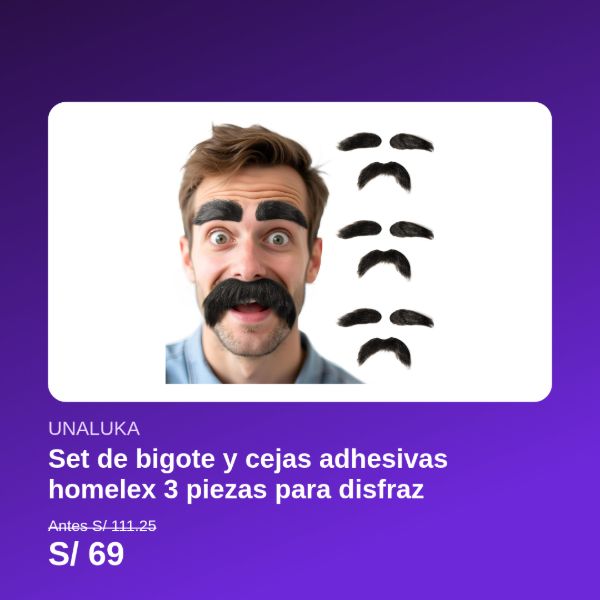 UNALUKA
Set de bigote y cejas adhesivas
homelex 3 piezas para disfraz
Antes S/ 111.25
S/ 69